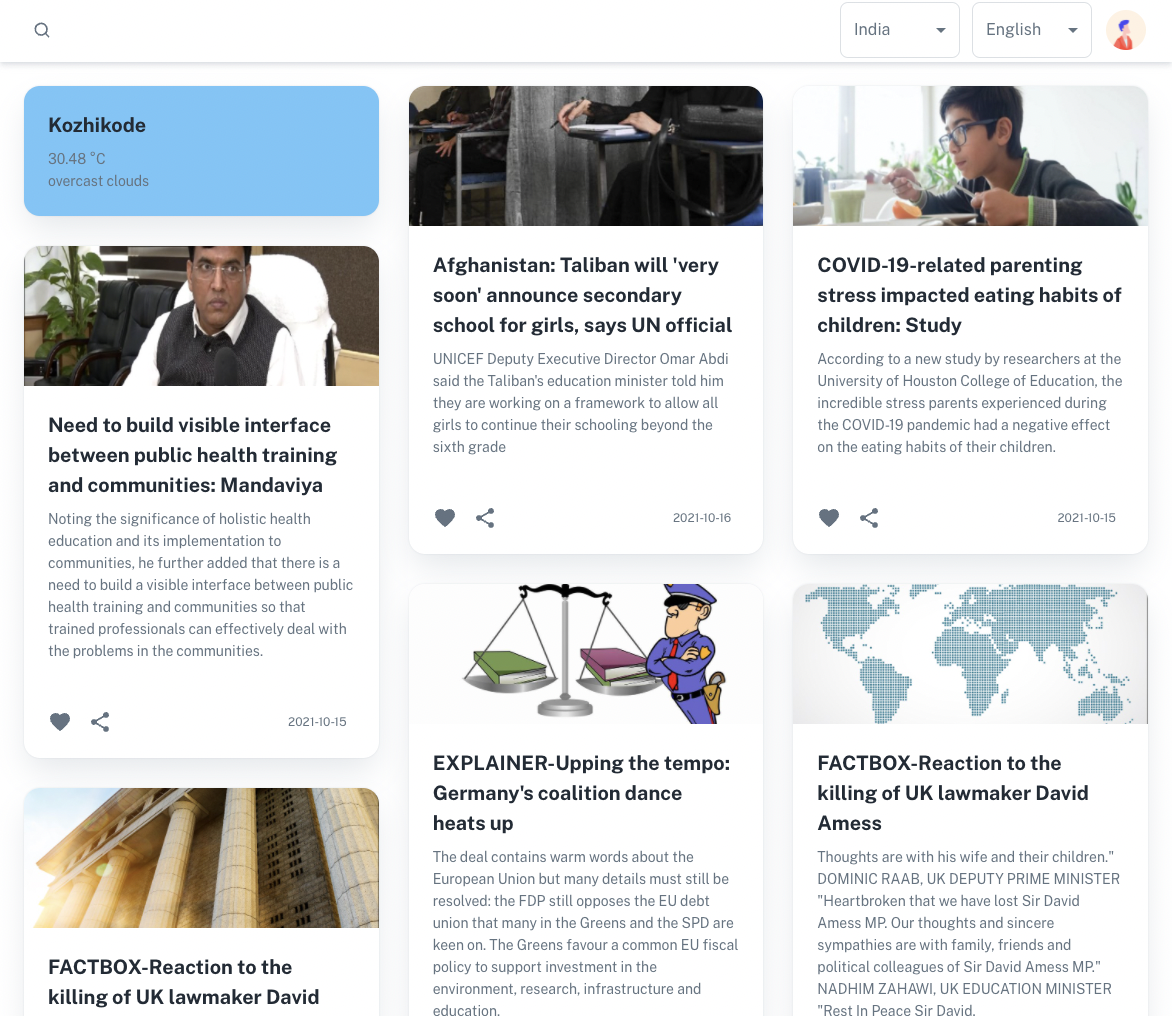 India
English
Kozhikode
30.48 °C
overcast clouds
Need to build visible interface
between public health training
and communities: Mandaviya
Noting the significance of holistic health
education and its implementation to
communities, he further added that there is a
need to build a visible interface between public
health training and communities so that
trained professionals can effectively deal with
the problems in the communities.
2021-10-15
FACTBOX-Reaction to the
killing of UK lawmaker David
Afghanistan: Taliban will 'very
soon' announce secondary
school for girls, says UN official
UNICEF Deputy Executive Director Omar Abdi
said the Taliban's education minister told him
they are working on a framework to allow all
girls to continue their schooling beyond the
sixth grade
2021-10-16
EXPLAINER-Upping the tempo:
Germany's coalition dance
heats up
The deal contains warm words about the
European Union but many details must still be
resolved: the FDP still opposes the EU debt
union that many in the Greens and the SPD are
keen on. The Greens favour a common EU fiscal
policy to support investment in the
environment, research, infrastructure and
education.
COVID-19-related parenting
stress impacted eating habits of
children: Study
According to a new study by researchers at the
University of Houston College of Education, the
incredible stress parents experienced during
the COVID-19 pandemic had a negative effect
on the eating habits of their children.
2021-10-15
FACTBOX-Reaction to the
killing of UK lawmaker David
Amess
Thoughts are with his wife and their children."
DOMINIC RAAB, UK DEPUTY PRIME MINISTER
"Heartbroken that we have lost Sir David
Amess MP. Our thoughts and sincere
sympathies are with family, friends and
political colleagues of Sir David Amess MP."
NADHIM ZAHAWI, UK EDUCATION MINISTER
"Rest In Peace Sir David.